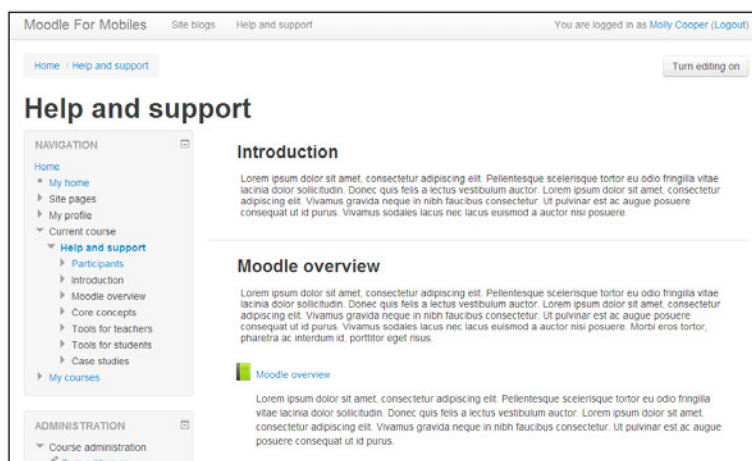 Moodle For Mobiles Site blogs Help and support You are logged in as Molly Cooper (Logout)
Home / Help and support Turn editing on
Help and support
NAVIGATION
Home
My home
Site pages
My profile
Current course
Help and support
Participants
Introduction
Moodle overview
Core concepts
Tools for teachers
Tools for students
Case studies
My courses
ADMINISTRATION
Course administration
Turn editing on
Introduction
Lorem ipsum dolor sit amet, consectetur adipiscing elit. Pellentesque scelerisque tortor eu odio fringilla vitae
lacinia dolor sollicitudin. Donec quis felis a lectus vestibulum auctor. Lorem ipsum dolor sit amet, consectetur
adipiscing elit. Vivamus gravida neque in nibh faucibus consectetur. Ut pulvinar est ac augue posuere
consequat ut id purus. Vivamus sodales lacus nec lacus euismod a auctor nisi posuere.
Moodle overview
Lorem ipsum dolor sit amet, consectetur adipiscing elit. Pellentesque scelerisque tortor eu odio fringilla vitae
lacinia dolor sollicitudin. Donec quis felis a lectus vestibulum auctor. Lorem ipsum dolor sit amet, consectetur
adipiscing elit. Vivamus gravida neque in nibh faucibus consectetur. Ut pulvinar est ac augue posuere
consequat ut id purus. Vivamus sodales lacus nec lacus euismod a auctor nisi posuere. Morbi eros tortor,
pharetra ac interdum id, porttitor eget risus.
Moodle overview
Lorem ipsum dolor sit amet, consectetur adipiscing elit. Pellentesque scelerisque tortor eu odio fringilla
vitae lacinia dolor sollicitudin. Donec quis felis a lectus vestibulum auctor. Lorem ipsum dolor sit amet,
consectetur adipiscing elit. Vivamus gravida neque in nibh faucibus consectetur. Ut pulvinar est ac augue
posuere consequat ut id purus.